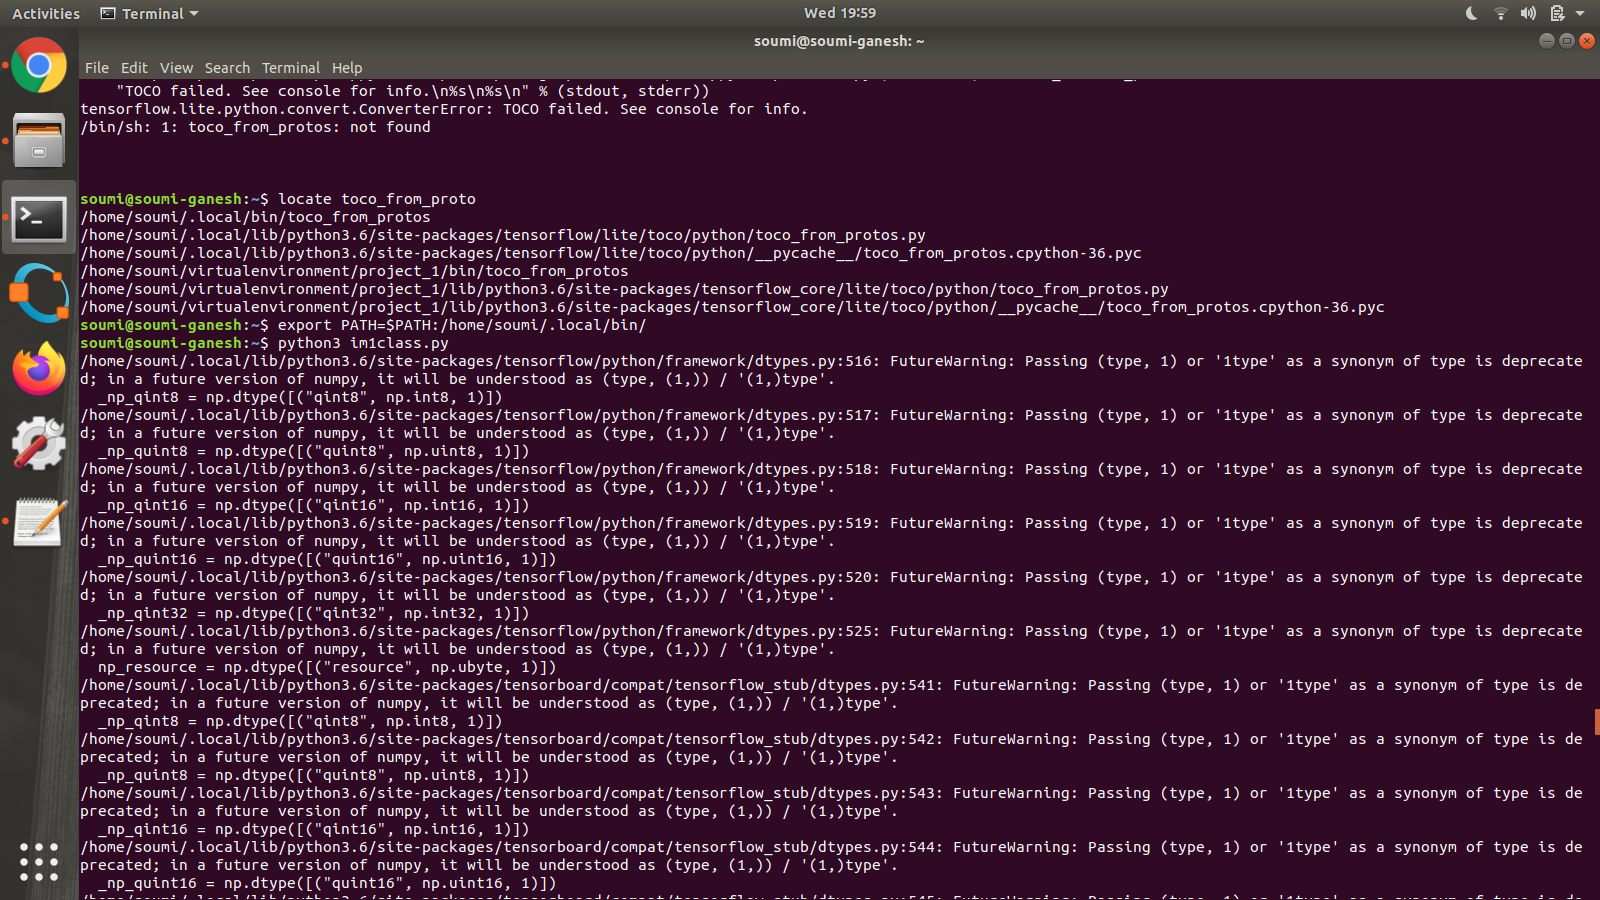 Activities Terminal Wed 19:59
soumi@soumi-ganesh: ~
File Edit View Search Terminal Help
"TOCO failed. See console for info.\n%s\n%s\n" % (stdout, stderr))
tensorflow.lite.python.convert.ConverterError: TOCO failed. See console for info.
/bin/sh: 1: toco_from_protos: not found
soumi@soumi-ganesh:~$ locate toco_from_proto
/home/soumi/.local/bin/toco_from_protos
/home/soumi/.local/lib/python3.6/site-packages/tensorflow/lite/toco/python/toco_from_protos.py
/home/soumi/.local/lib/python3.6/site-packages/tensorflow/lite/toco/python/__pycache__/toco_from_protos.cpython-36.pyc
/home/soumi/virtualenvironment/project_1/bin/toco_from_protos
/home/soumi/virtualenvironment/project_1/lib/python3.6/site-packages/tensorflow_core/lite/toco/python/toco_from_protos.py
/home/soumi/virtualenvironment/project_1/lib/python3.6/site-packages/tensorflow_core/lite/toco/python/__pycache__/toco_from_protos.cpython-36.pyc
soumi@soumi-ganesh:~$ export PATH=$PATH:/home/soumi/.local/bin/
soumi@soumi-ganesh:~$ python3 im1class.py
/home/soumi/.local/lib/python3.6/site-packages/tensorflow/python/framework/dtypes.py:516: FutureWarning: Passing (type, 1) or '1type' as a synonym of type is deprecate
d; in a future version of numpy, it will be understood as (type, (1,)) / '(1,)type'.
_np_qint8 = np.dtype([("qint8", np.int8, 1)])
/home/soumi/.local/lib/python3.6/site-packages/tensorflow/python/framework/dtypes.py:517: FutureWarning: Passing (type, 1) or '1type' as a synonym of type is deprecate
d; in a future version of numpy, it will be understood as (type, (1,)) / '(1,)type'.
_np_quint8 = np.dtype([("quint8", np.uint8, 1)])
/home/soumi/.local/lib/python3.6/site-packages/tensorflow/python/framework/dtypes.py:518: FutureWarning: Passing (type, 1) or '1type' as a synonym of type is deprecate
d; in a future version of numpy, it will be understood as (type, (1,)) / '(1,)type'.
_np_qint16 = np.dtype([("qint16", np.int16, 1)])
/home/soumi/.local/lib/python3.6/site-packages/tensorflow/python/framework/dtypes.py:519: FutureWarning: Passing (type, 1) or '1type' as a synonym of type is deprecate
d; in a future version of numpy, it will be understood as (type, (1,)) / '(1,)type'.
_np_quint16 = np.dtype([("quint16", np.uint16, 1)])
/home/soumi/.local/lib/python3.6/site-packages/tensorflow/python/framework/dtypes.py:520: FutureWarning: Passing (type, 1) or '1type' as a synonym of type is deprecate
d; in a future version of numpy, it will be understood as (type, (1,)) / '(1,)type'.
_np_qint32 = np.dtype([("qint32", np.int32, 1)])
/home/soumi/.local/lib/python3.6/site-packages/tensorflow/python/framework/dtypes.py:525: FutureWarning: Passing (type, 1) or '1type' as a synonym of type is deprecate
d; in a future version of numpy, it will be understood as (type, (1,)) / '(1,)type'.
np_resource = np.dtype([("resource", np.ubyte, 1)])
/home/soumi/.local/lib/python3.6/site-packages/tensorboard/compat/tensorflow_stub/dtypes.py:541: FutureWarning: Passing (type, 1) or '1type' as a synonym of type is de
precated; in a future version of numpy, it will be understood as (type, (1,)) / '(1,)type'.
_np_qint8 = np.dtype([("qint8", np.int8, 1)])
/home/soumi/.local/lib/python3.6/site-packages/tensorboard/compat/tensorflow_stub/dtypes.py:542: FutureWarning: Passing (type, 1) or '1type' as a synonym of type is de
precated; in a future version of numpy, it will be understood as (type, (1,)) / '(1,)type'.
_np_quint8 = np.dtype([("quint8", np.uint8, 1)])
/home/soumi/.local/lib/python3.6/site-packages/tensorboard/compat/tensorflow_stub/dtypes.py:543: FutureWarning: Passing (type, 1) or '1type' as a synonym of type is de
precated; in a future version of numpy, it will be understood as (type, (1,)) / '(1,)type'.
_np_qint16 = np.dtype([("qint16", np.int16, 1)])
/home/soumi/.local/lib/python3.6/site-packages/tensorboard/compat/tensorflow_stub/dtypes.py:544: FutureWarning: Passing (type, 1) or '1type' as a synonym of type is de
precated; in a future version of numpy, it will be understood as (type, (1,)) / '(1,)type'.
_np_quint16 = np.dtype([("quint16", np.uint16, 1)])